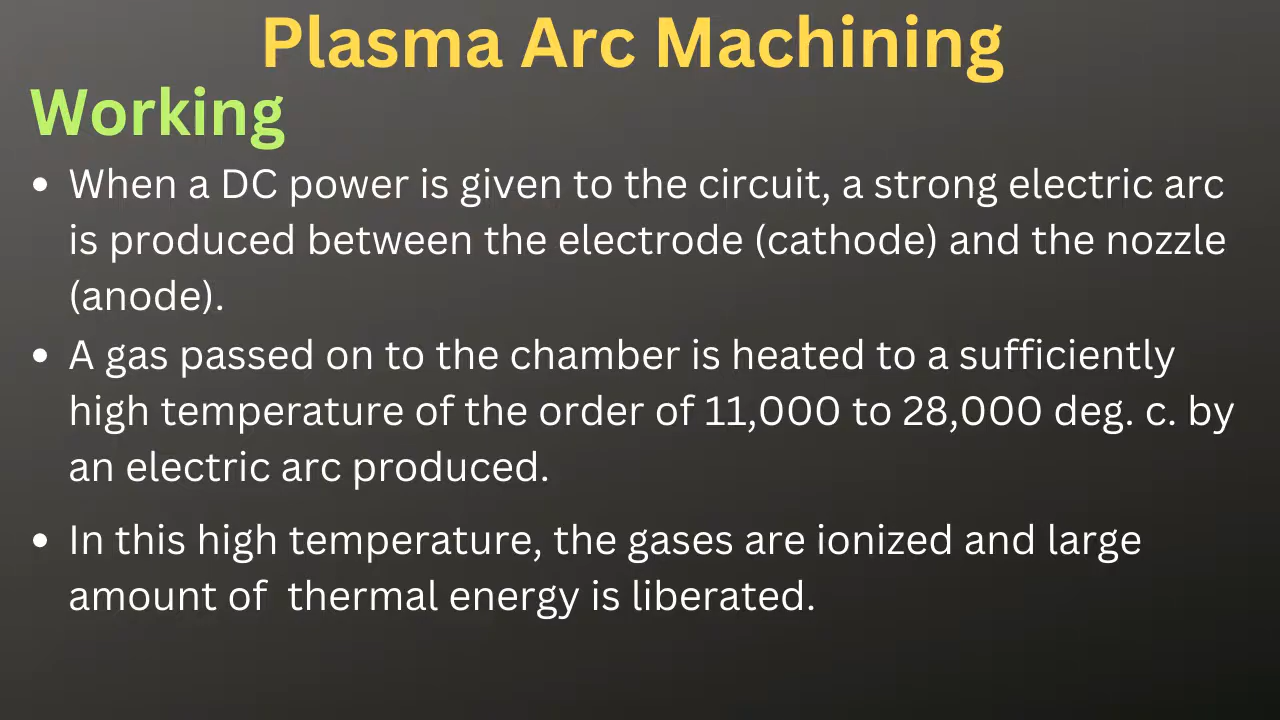 Plasma Arc Machining
Working
• When a DC power is given to the circuit, a strong electric arc
is produced between the electrode (cathode) and the nozzle
(anode).
• A gas passed on to the chamber is heated to a sufficiently
high temperature of the order of 11,000 to 28,000 deg. c. by
an electric arc produced.
• In this high temperature, the gases are ionized and large
amount of  thermal energy is liberated.